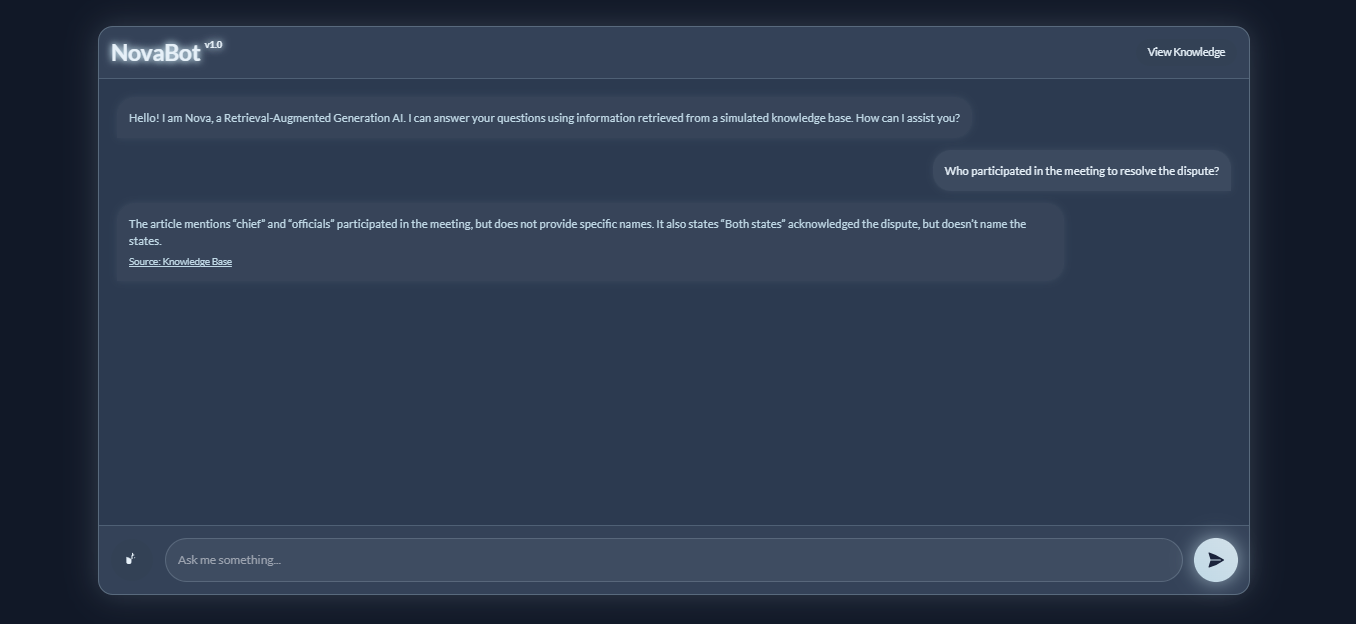 NovaBot v1.0
View Knowledge
Hello! I am Nova, a Retrieval-Augmented Generation AI. I can answer your questions using information retrieved from a simulated knowledge base. How can I assist you?
Who participated in the meeting to resolve the dispute?
The article mentions “chief” and “officials” participated in the meeting, but does not provide specific names. It also states “Both states” acknowledged the dispute, but doesn’t name the
states.
Source: Knowledge Base
Ask me something...